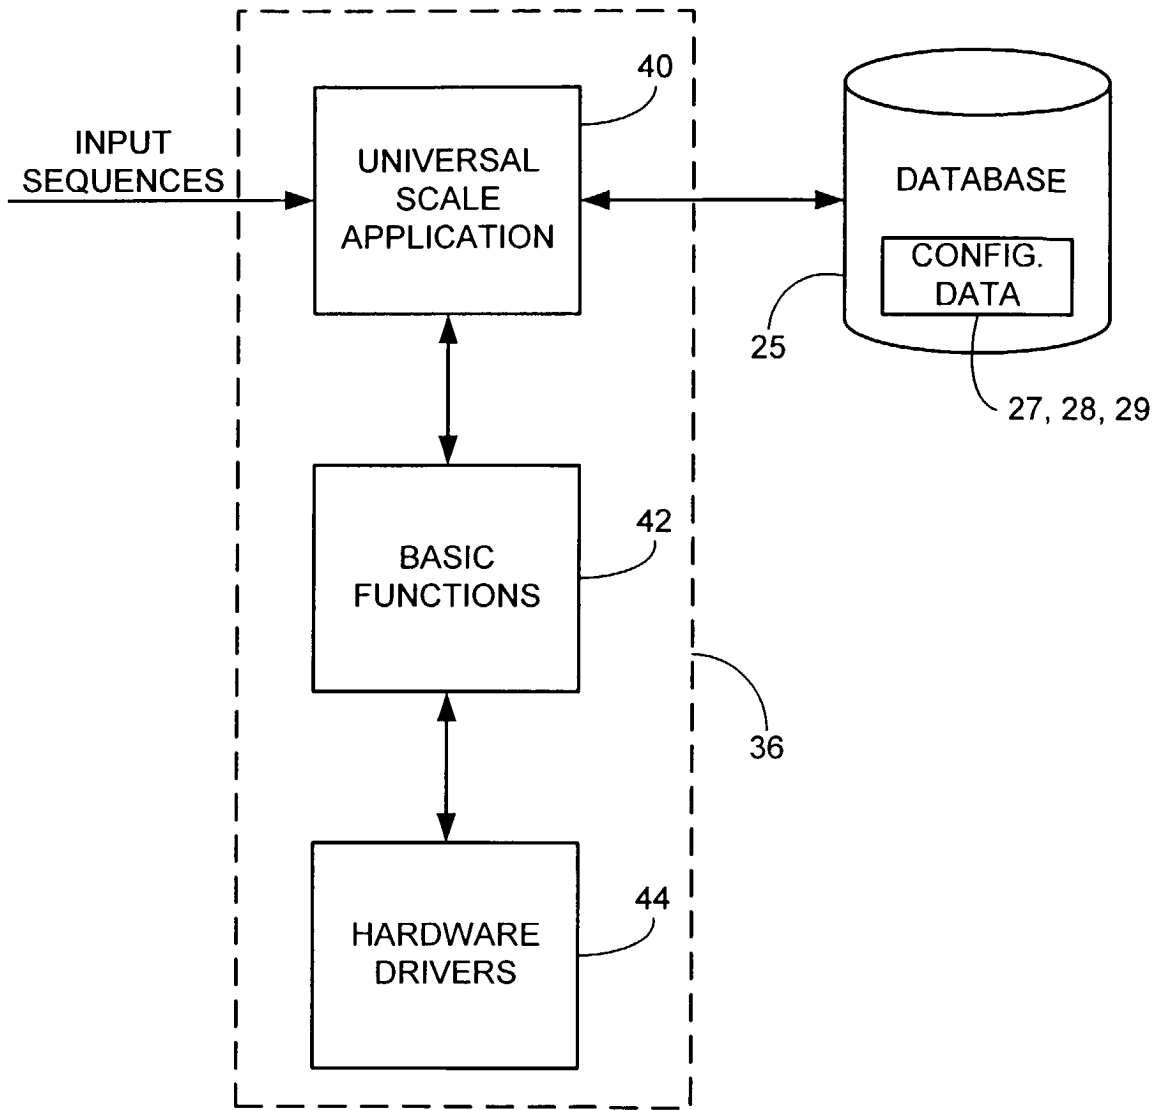 40
INPUT
SEQUENCES
UNIVERSAL
SCALE
APPLICATION
DATABASE
CONFIG.
DATA
25
27, 28, 29
42
BASIC
FUNCTIONS
36
44
HARDWARE
DRIVERS